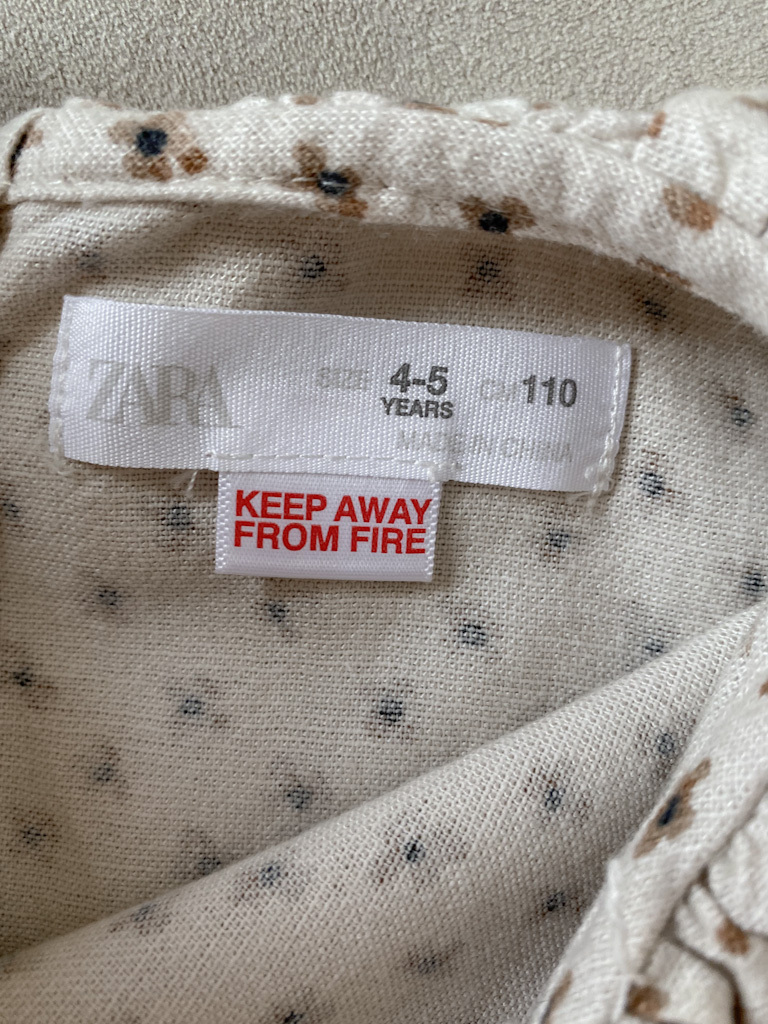 ZARA
SIZE 4-5 YEARS CM 110
MADE IN CHINA
KEEP AWAY
FROM FIRE